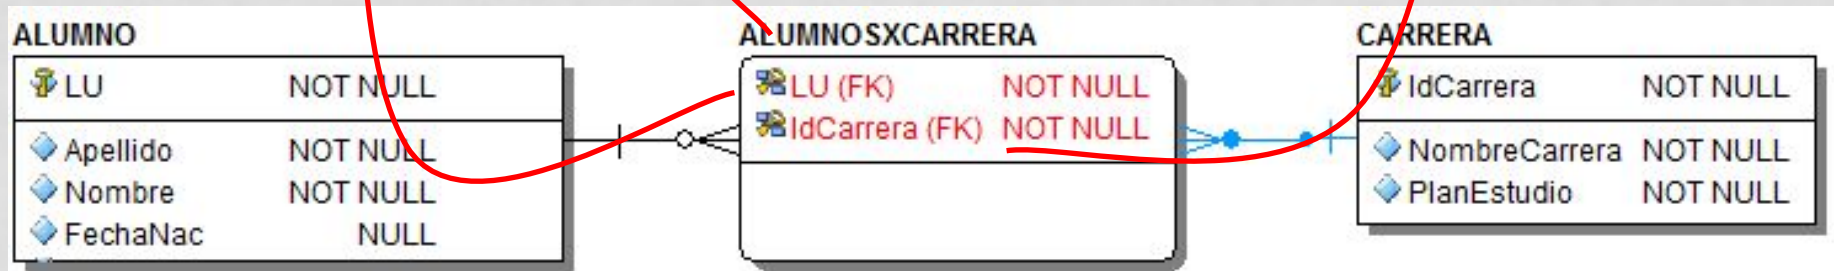 ALUMNO
LU NOT NULL
Apellido NOT NULL
Nombre NOT NULL
FechaNac NULL
ALUMNOSXCARRERA
LU (FK) NOT NULL
IdCarrera (FK) NOT NULL
CARRERA
IdCarrera NOT NULL
NombreCarrera NOT NULL
PlanEstudio NOT NULL